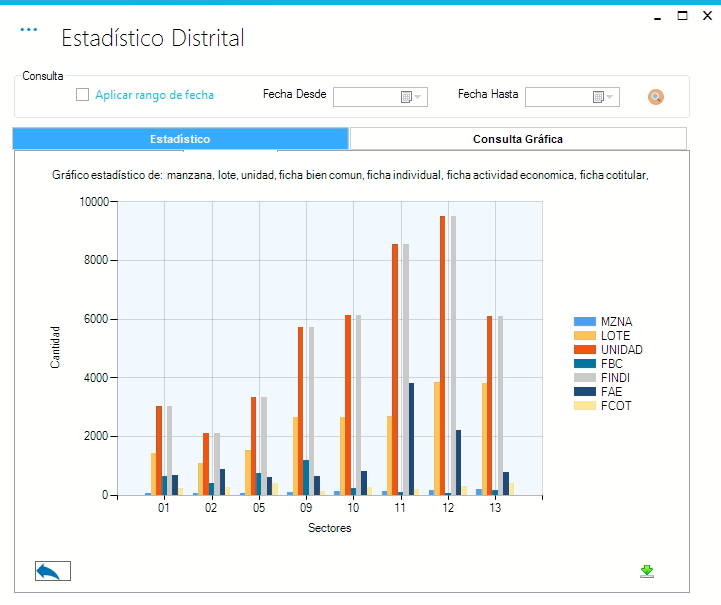 Estadístico Distrital
Consulta
Aplicar rango de fecha
Fecha Desde
Fecha Hasta
Estadístico
Consulta Gráfica
Gráfico estadístico de: manzana, lote, unidad, ficha bien comun, ficha individual, ficha actividad economica, ficha cotitular,
10000
8000
6000
4000
2000
0
Cantidad
01 02 05 09 10 11 12 13
Sectores
MZNA
LOTE
UNIDAD
FBC
FINDI
FAE
FCOT